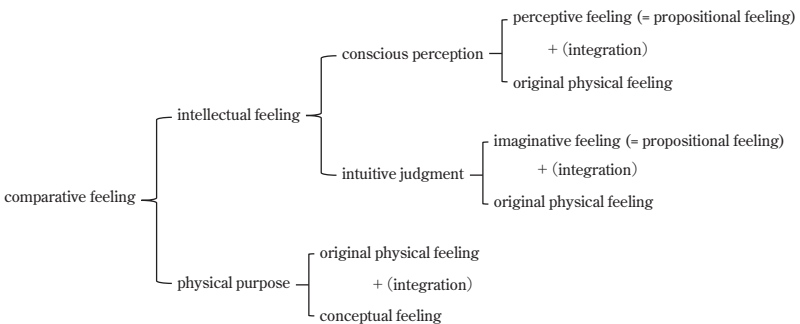 perceptive feeling (= propositional feeling)
conscious perception
+ (integration)
original physical feeling
intellectual feeling
imaginative feeling (= propositional feeling)
intuitive judgment
+ (integration)
original physical feeling
comparative feeling
original physical feeling
physical purpose
+ (integration)
conceptual feeling